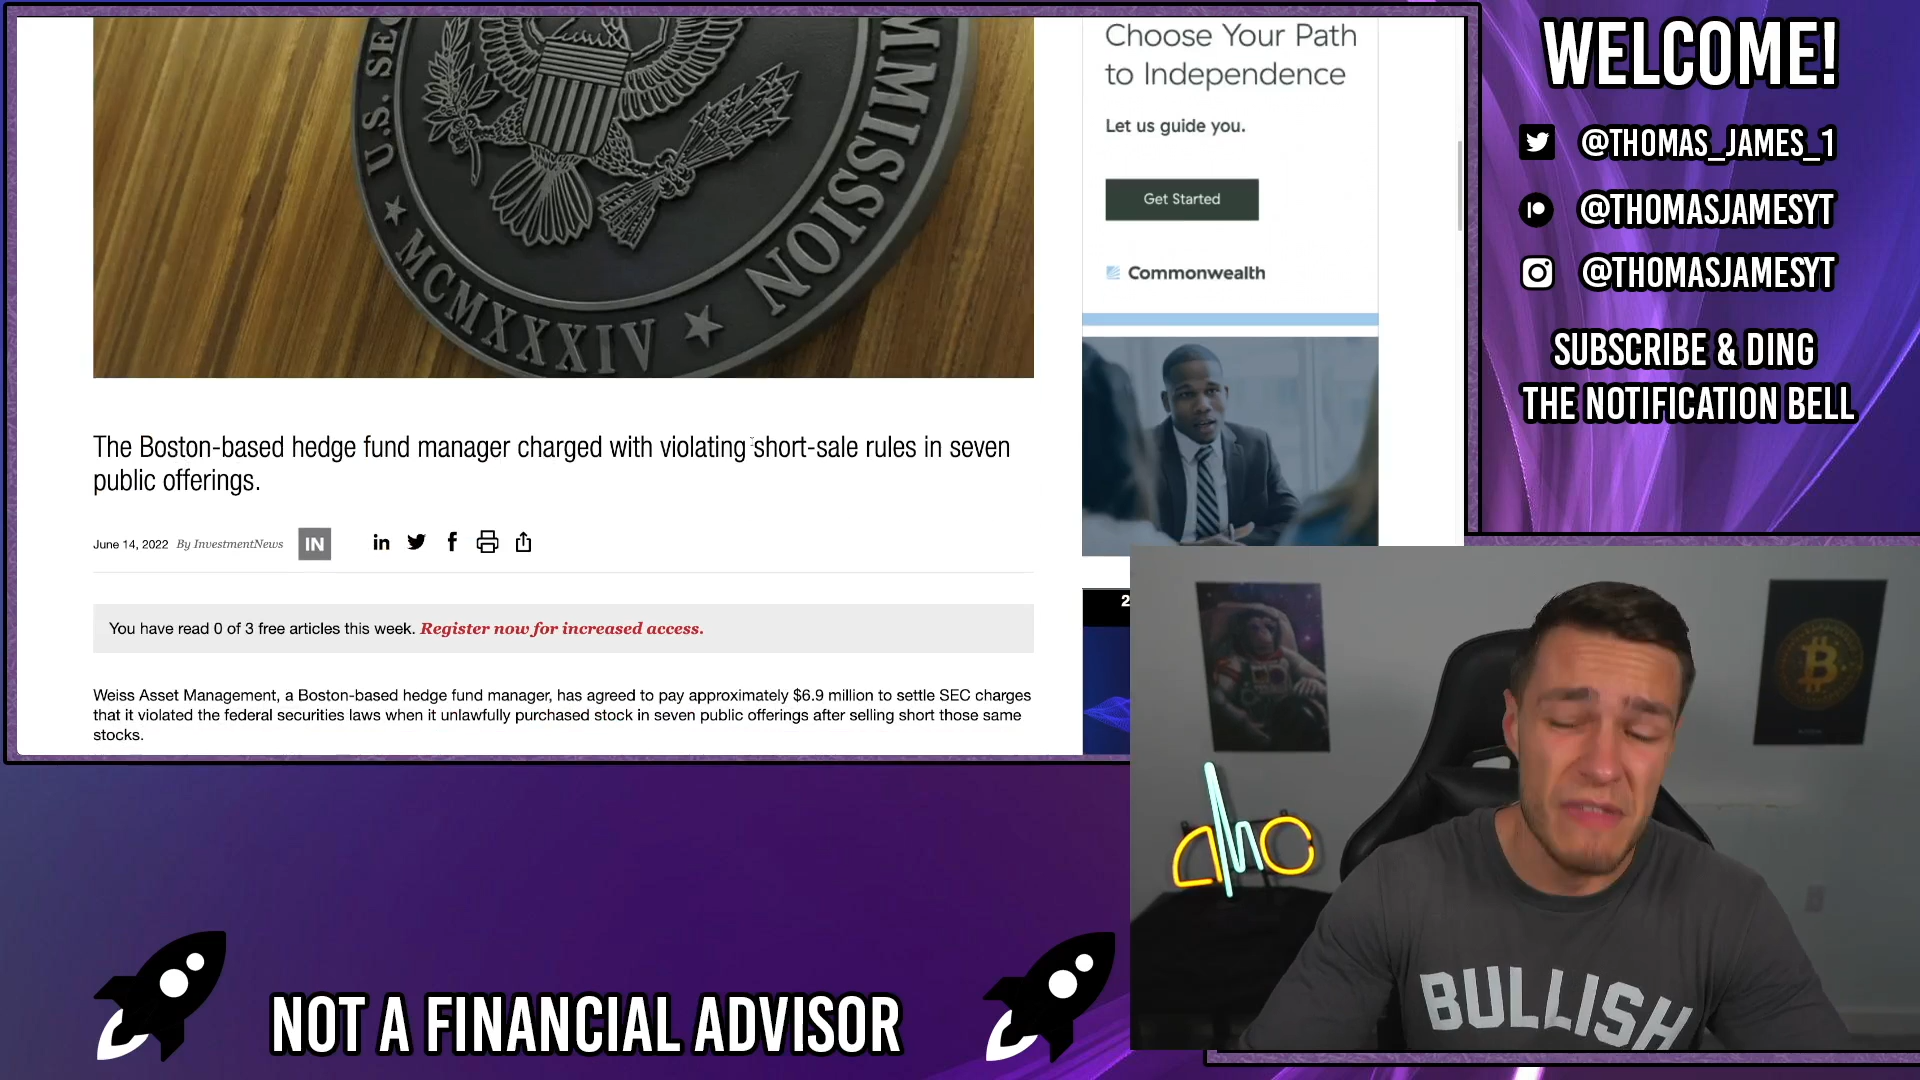 U.S. SEC
MMISSION
★ MCMXXXIV ★
The Boston-based hedge fund manager charged with violating short-sale rules in seven
public offerings.
June 14, 2022 By InvestmentNews IN
in f
You have read 0 of 3 free articles this week. Register now for increased access.
Weiss Asset Management, a Boston-based hedge fund manager, has agreed to pay approximately $6.9 million to settle SEC charges
that it violated the federal securities laws when it unlawfully purchased stock in seven public offerings after selling short those same
stocks.
Choose Your Path
to Independence
Let us guide you.
Get Started
Commonwealth
2
WELCOME!
@THOMAS_JAMES_1
@THOMASJAMESYT
@THOMASJAMESYT
SUBSCRIBE & DING
THE NOTIFICATION BELL
BULLISH
NOT A FINANCIAL ADVISOR